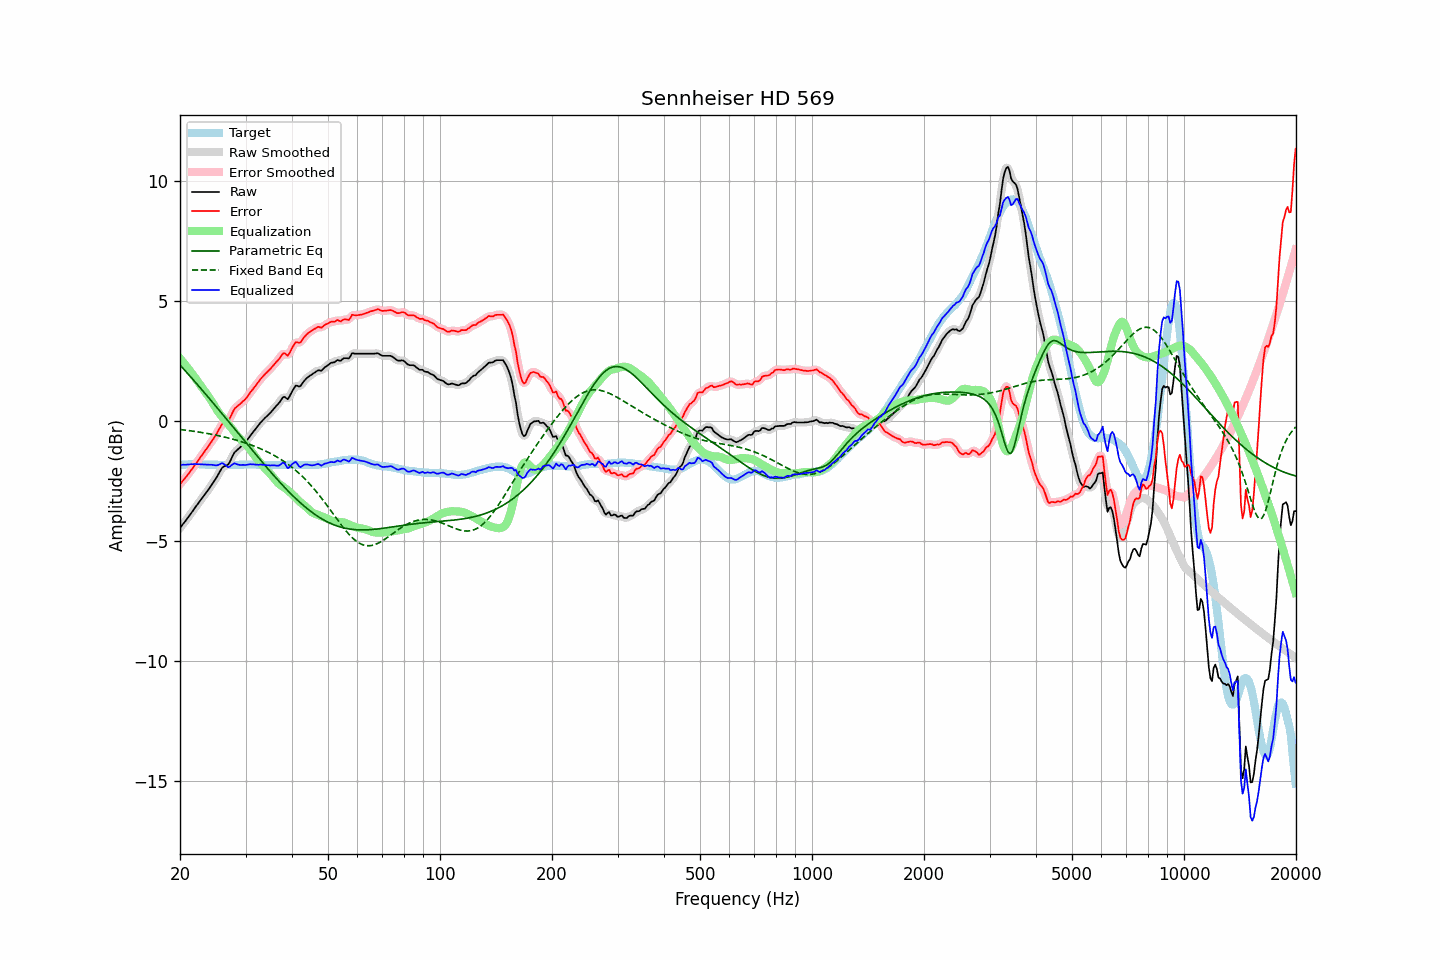 Sennheiser HD 569
Target
Raw Smoothed
Error Smoothed
Raw
Error
Equalization
Parametric Eq
Fixed Band Eq
Equalized
Amplitude (dBr)
10
5
0
−5
−10
−15
20
50
100
200
500
1000
2000
5000
10000
20000
Frequency (Hz)